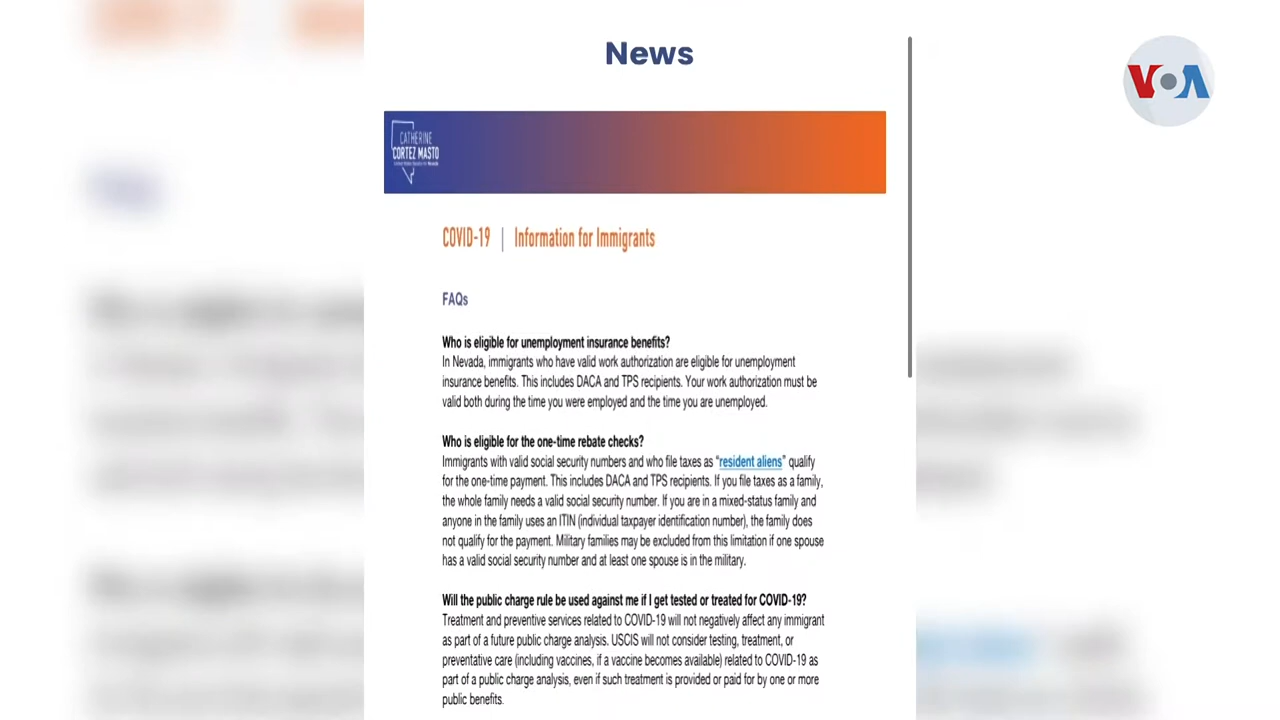 News
VOA
CATHERINE
CORTEZ MASTO
COVID-19 | Information for Immigrants
FAQs
Who is eligible for unemployment insurance benefits?
In Nevada, immigrants who have valid work authorization are eligible for unemployment
insurance benefits. This includes DACA and TPS recipients. Your work authorization must be
valid both during the time you were employed and the time you are unemployed.
Who is eligible for the one-time rebate checks?
Immigrants with valid social security numbers and who file taxes as “resident aliens” qualify
for the one-time payment. This includes DACA and TPS recipients. If you file taxes as a family,
the whole family needs a valid social security number. If you are in a mixed-status family and
anyone in the family uses an ITIN (individual taxpayer identification number), the family does
not qualify for the payment. Military families may be excluded from this limitation if one spouse
has a valid social security number and at least one spouse is in the military.
Will the public charge rule be used against me if I get tested or treated for COVID-19?
Treatment and preventive services related to COVID-19 will not negatively affect any immigrant
as part of a future public charge analysis. USCIS will not consider testing, treatment, or
preventative care (including vaccines, if a vaccine becomes available) related to COVID-19 as
part of a public charge analysis, even if such treatment is provided or paid for by one or more
public benefits.